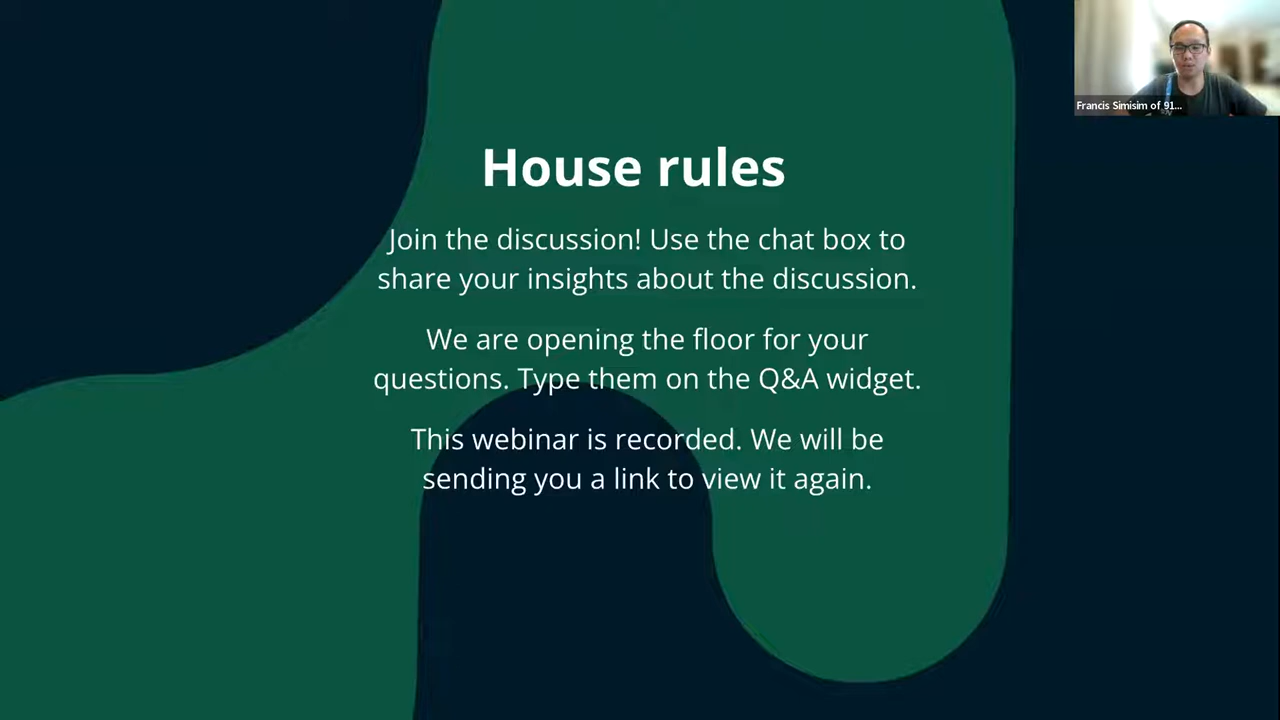 Francis Simisim of 91...
House rules
Join the discussion! Use the chat box to
share your insights about the discussion.
We are opening the floor for your
questions. Type them on the Q&A widget.
This webinar is recorded. We will be
sending you a link to view it again.